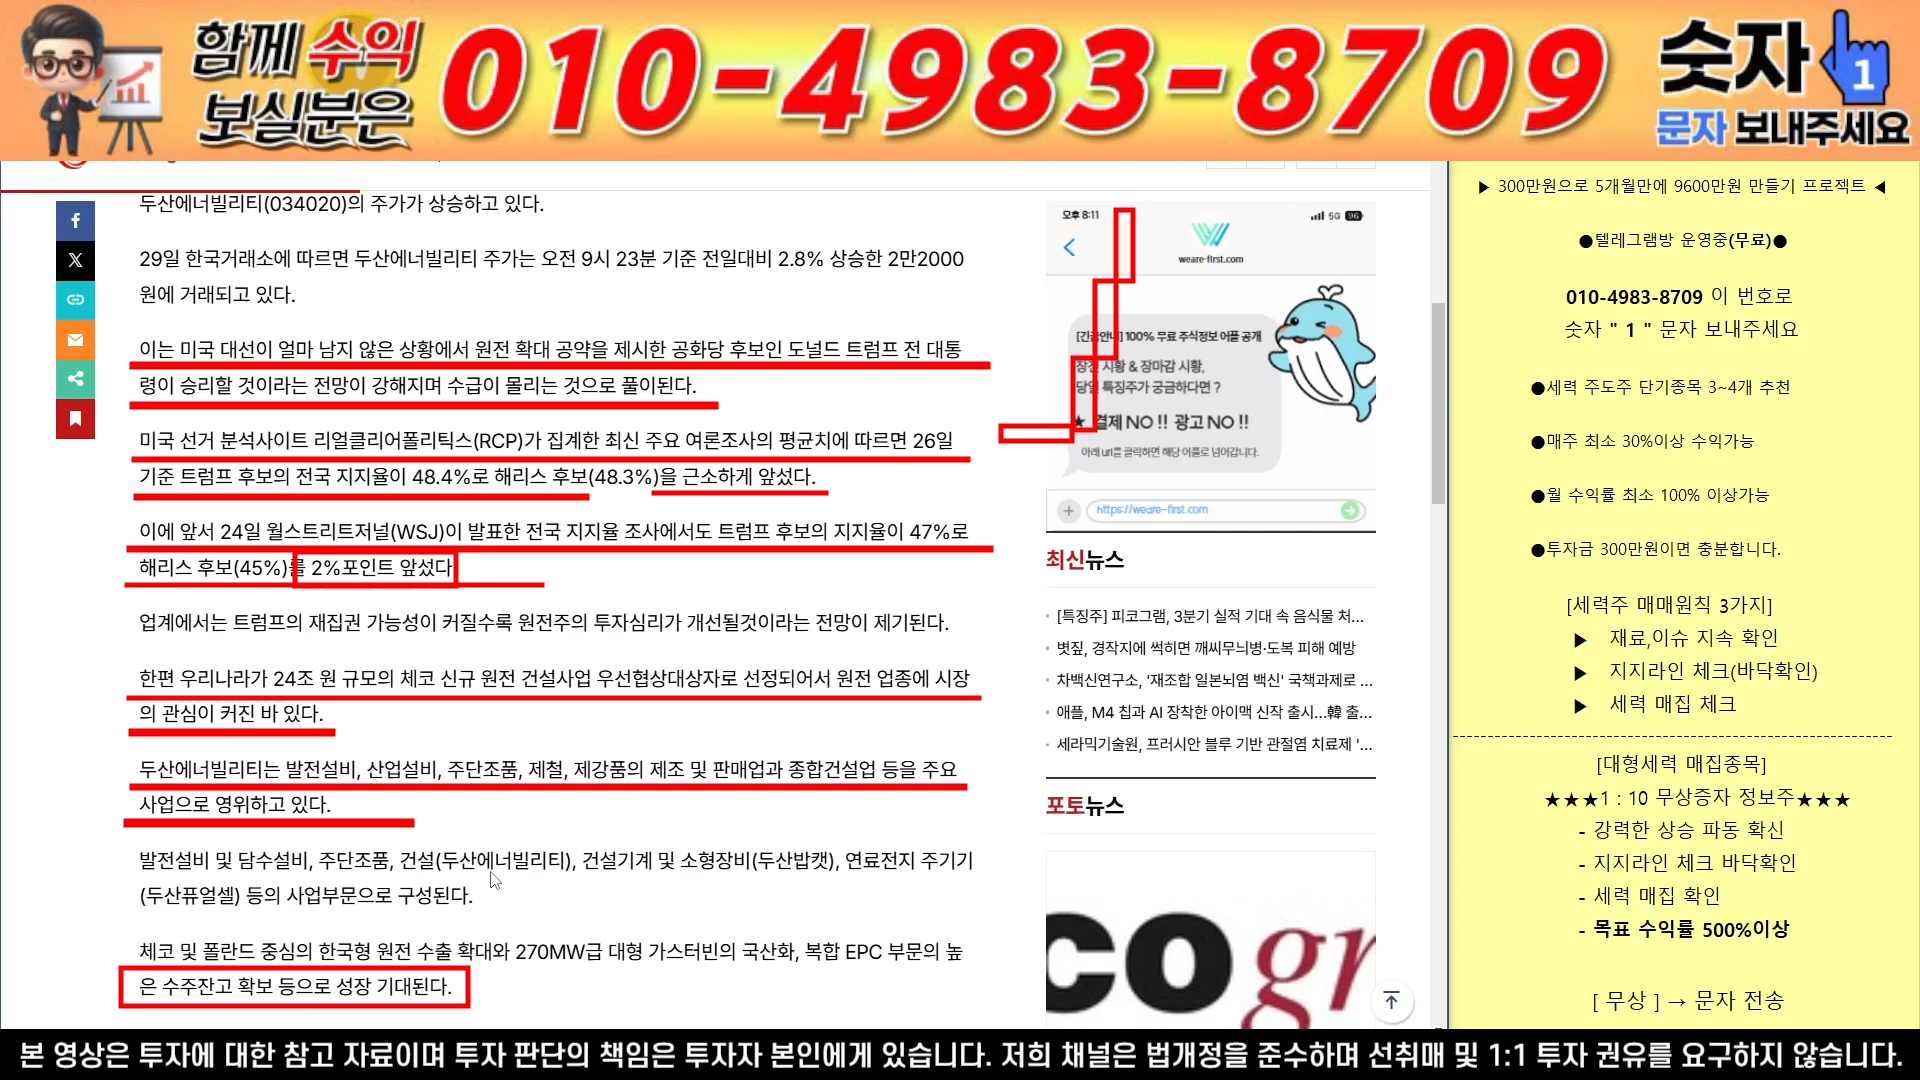 함께 수익
보실분은
010-4983-8709
숫자 1
문자 보내주세요
두산에너빌리티(034020)의 주가가 상승하고 있다.
29일 한국거래소에 따르면 두산에너빌리티 주가는 오전 9시 23분 기준 전일대비 2.8% 상승한 2만2000
원에 거래되고 있다.
이는 미국 대선이 얼마 남지 않은 상황에서 원전 확대 공약을 제시한 공화당 후보인 도널드 트럼프 전 대통
령이 승리할 것이라는 전망이 강해지며 수급이 몰리는 것으로 풀이된다.
미국 선거 분석사이트 리얼클리어폴리틱스(RCP)가 집계한 최신 주요 여론조사의 평균치에 따르면 26일
기준 트럼프 후보의 전국 지지율이 48.4%로 해리스 후보(48.3%)을 근소하게 앞섰다.
이에 앞서 24일 월스트리트저널(WSJ)이 발표한 전국 지지율 조사에서도 트럼프 후보의 지지율이 47%로
해리스 후보(45%)를 2%포인트 앞섰다
업계에서는 트럼프의 재집권 가능성이 커질수록 원전주의 투자심리가 개선될것이라는 전망이 제기된다.
한편 우리나라가 24조 원 규모의 체코 신규 원전 건설사업 우선협상대상자로 선정되어서 원전 업종에 시장
의 관심이 커진 바 있다.
두산에너빌리티는 발전설비, 산업설비, 주단조품, 제철, 제강품의 제조 및 판매업과 종합건설업 등을 주요
사업으로 영위하고 있다.
발전설비 및 담수설비, 주단조품, 건설(두산에너빌리티), 건설기계 및 소형장비(두산밥캣), 연료전지 주기기
(두산퓨얼셀) 등의 사업부문으로 구성된다.
체코 및 폴란드 중심의 한국형 원전 수출 확대와 270MW급 대형 가스터빈의 국산화, 복합 EPC 부문의 높
은 수주잔고 확보 등으로 성장 기대된다.
오후 8:11
5G 96
weare-first.com
[긴급안내] 100% 무료 주식정보 어플 공개
장전 시황 & 장마감 시황,
당일 특징주가 궁금하다면 ?
★ 결제 NO !! 광고 NO !!
아래 url를 클릭하면 해당 어플로 넘어갑니다.
https://weare-first.com
최신뉴스
· [특징주] 피코그램, 3분기 실적 기대 속 음식물 처...
· 볏짚, 경작지에 썩히면 깨씨무늬병·도복 피해 예방
· 차백신연구소, '재조합 일본뇌염 백신' 국책과제로 ...
· 애플, M4 칩과 AI 장착한 아이맥 신작 출시...韓 출...
· 세라믹기술원, 프러시안 블루 기반 관절염 치료제 '...
포토뉴스
co gr
▶ 300만원으로 5개월만에 9600만원 만들기 프로젝트 ◀
●텔레그램방 운영중(무료)●
010-4983-8709 이 번호로
숫자 " 1 " 문자 보내주세요
●세력 주도주 단기종목 3~4개 추천
●매주 최소 30%이상 수익가능
●월 수익률 최소 100% 이상가능
●투자금 300만원이면 충분합니다.
[세력주 매매원칙 3가지]
▶ 재료,이슈 지속 확인
▶ 지지라인 체크(바닥확인)
▶ 세력 매집 체크
[대형세력 매집종목]
★★★1 : 10 무상증자 정보주★★★
- 강력한 상승 파동 확신
- 지지라인 체크 바닥확인
- 세력 매집 확인
- 목표 수익률 500%이상
[ 무상 ] → 문자 전송
본 영상은 투자에 대한 참고 자료이며 투자 판단의 책임은 투자자 본인에게 있습니다. 저희 채널은 법개정을 준수하며 선취매 및 1:1 투자 권유를 요구하지 않습니다.